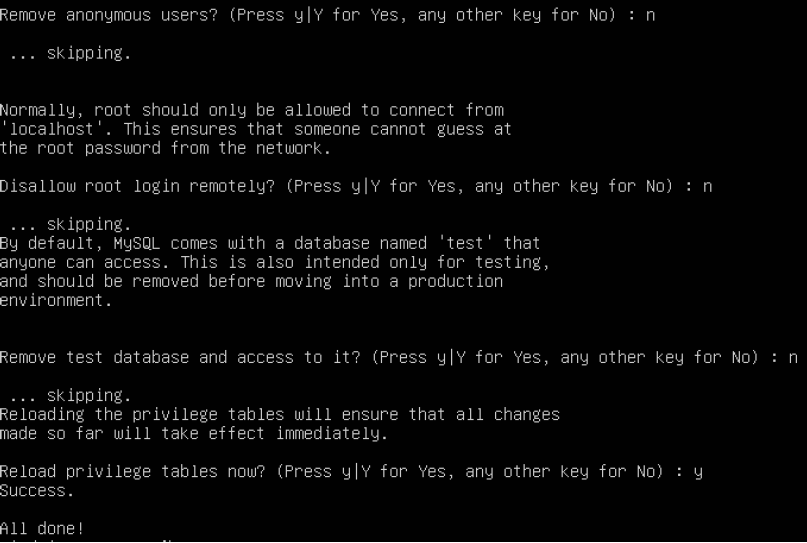 Remove anonymous users? (Press y|Y for Yes, any other key for No) : n
... skipping.
Normally, root should only be allowed to connect from
'localhost'. This ensures that someone cannot guess at
the root password from the network.
Disallow root login remotely? (Press y|Y for Yes, any other key for No) : n
... skipping.
By default, MySQL comes with a database named 'test' that
anyone can access. This is also intended only for testing,
and should be removed before moving into a production
environment.
Remove test database and access to it? (Press y|Y for Yes, any other key for No) : n
... skipping.
Reloading the privilege tables will ensure that all changes
made so far will take effect immediately.
Reload privilege tables now? (Press y|Y for Yes, any other key for No) : y
Success.
All done!